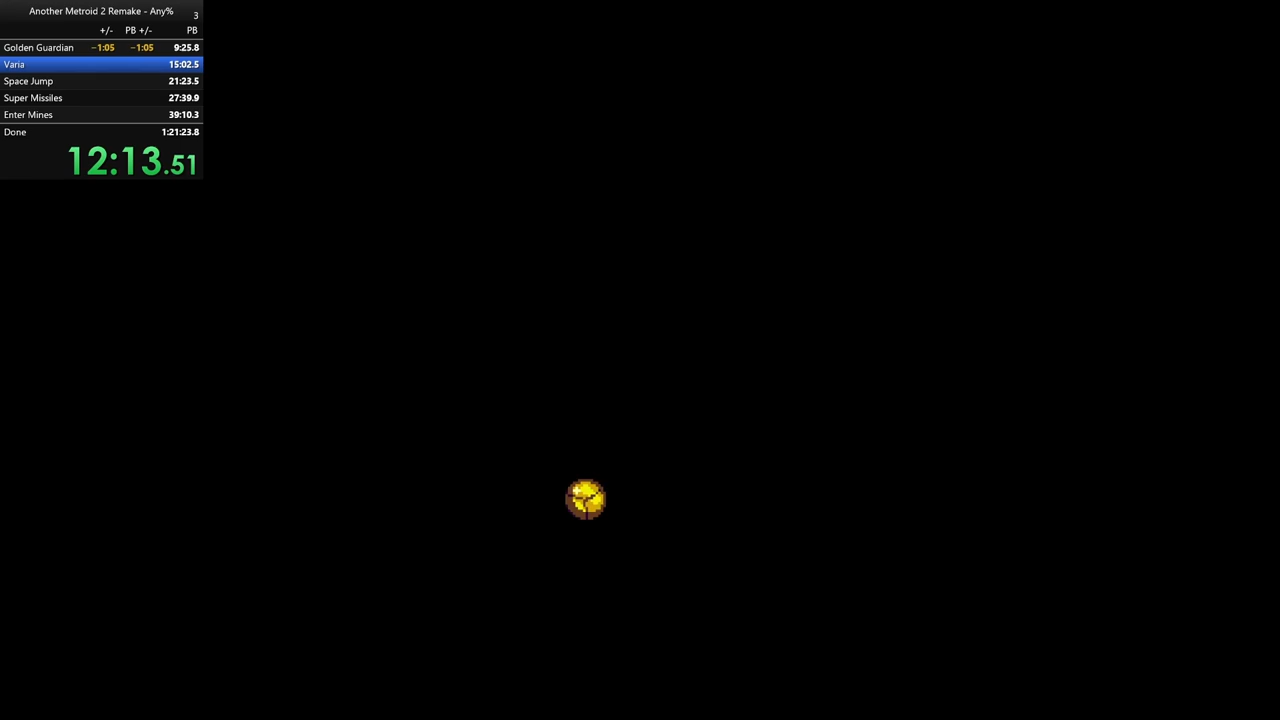 Another Metroid 2 Remake - Any%
3
+/- PB +/- PB
Golden Guardian −1:05 −1:05 9:25.8
Varia 15:02.5
Space Jump 21:23.5
Super Missiles 27:39.9
Enter Mines 39:10.3
Done 1:21:23.8
12:13.51